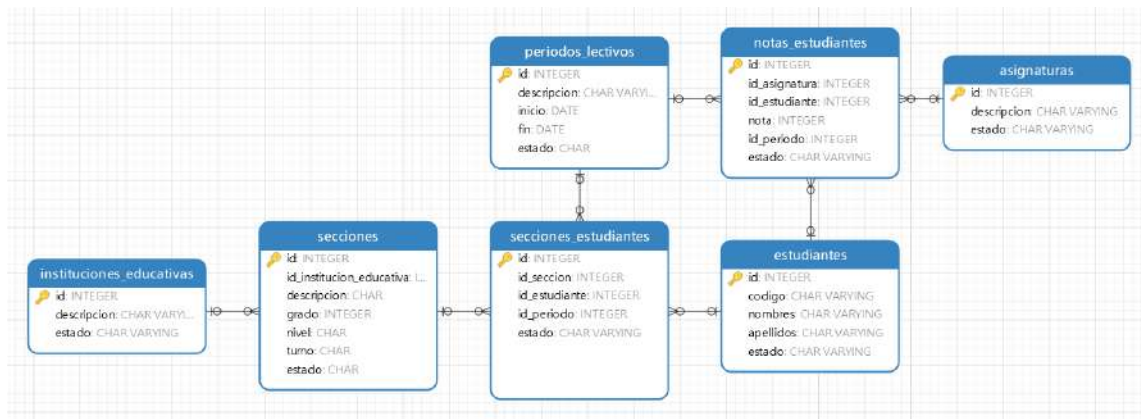 periodos_lectivos
id: INTEGER
descripcion: CHAR VARYI...
inicio: DATE
fin: DATE
estado: CHAR
notas_estudiantes
id: INTEGER
id_asignatura: INTEGER
id_estudiante: INTEGER
nota: INTEGER
id_periodo: INTEGER
estado: CHAR VARYING
asignaturas
id: INTEGER
descripcion: CHAR VARYING
estado: CHAR VARYING
instituciones_educativas
id: INTEGER
descripcion: CHAR VARYI...
estado: CHAR VARYING
secciones
id: INTEGER
id_institucion_educativa: I...
descripcion: CHAR
grado: INTEGER
nivel: CHAR
turno: CHAR
estado: CHAR
secciones_estudiantes
id: INTEGER
id_seccion: INTEGER
id_estudiante: INTEGER
id_periodo: INTEGER
estado: CHAR VARYING
estudiantes
id: INTEGER
codigo: CHAR VARYING
nombres: CHAR VARYING
apellidos: CHAR VARYING
estado: CHAR VARYING